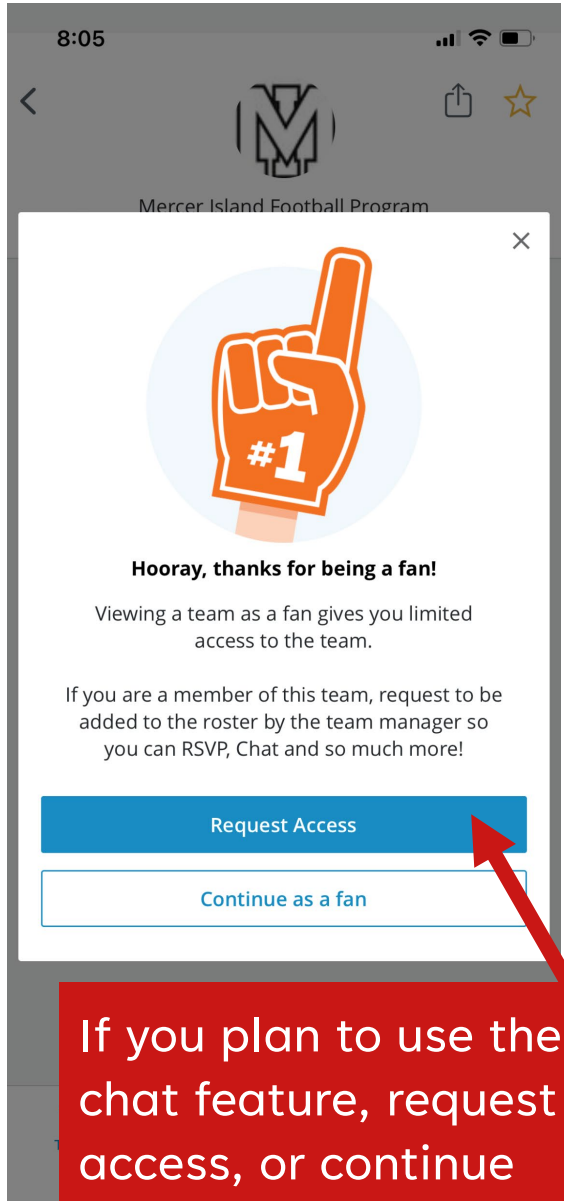 8:05
Mercer Island Football Program
#1
Hooray, thanks for being a fan!
Viewing a team as a fan gives you limited
access to the team.
If you are a member of this team, request to be
added to the roster by the team manager so
you can RSVP, Chat and so much more!
Request Access
Continue as a fan
If you plan to use the
chat feature, request
access, or continue